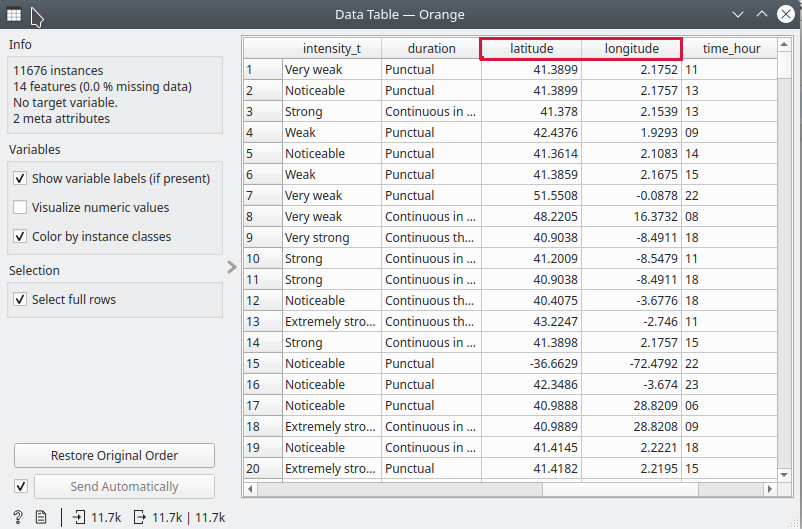 Data Table — Orange
Info
11676 instances
14 features (0.0 % missing data)
No target variable.
2 meta attributes
Variables
Show variable labels (if present)
Visualize numeric values
Color by instance classes
Selection
Select full rows
Restore Original Order
Send Automatically
? 11.7k 11.7k | 11.7k
intensity_t duration latitude longitude time_hour
1 Very weak Punctual 41.3899 2.1752 11
2 Noticeable Punctual 41.3899 2.1757 13
3 Strong Continuous in ... 41.378 2.1539 13
4 Weak Punctual 42.4376 1.9293 09
5 Noticeable Punctual 41.3614 2.1083 14
6 Weak Punctual 41.3859 2.1675 15
7 Very weak Punctual 51.5508 -0.0878 22
8 Very weak Continuous in ... 48.2205 16.3732 08
9 Very strong Continuous th... 40.9038 -8.4911 18
10 Strong Continuous in ... 41.2009 -8.5479 11
11 Strong Continuous in ... 40.9038 -8.4911 18
12 Noticeable Continuous th... 40.4075 -3.6776 18
13 Extremely stro... Continuous th... 43.2247 -2.746 11
14 Strong Continuous in ... 41.3898 2.1757 15
15 Noticeable Punctual -36.6629 -72.4792 22
16 Noticeable Punctual 42.3486 -3.674 23
17 Noticeable Punctual 40.9888 28.8209 06
18 Extremely stro... Continuous in ... 40.9889 28.8208 09
19 Noticeable Continuous in ... 41.4145 2.2221 18
20 Extremely stro... Punctual 41.4182 2.2195 15